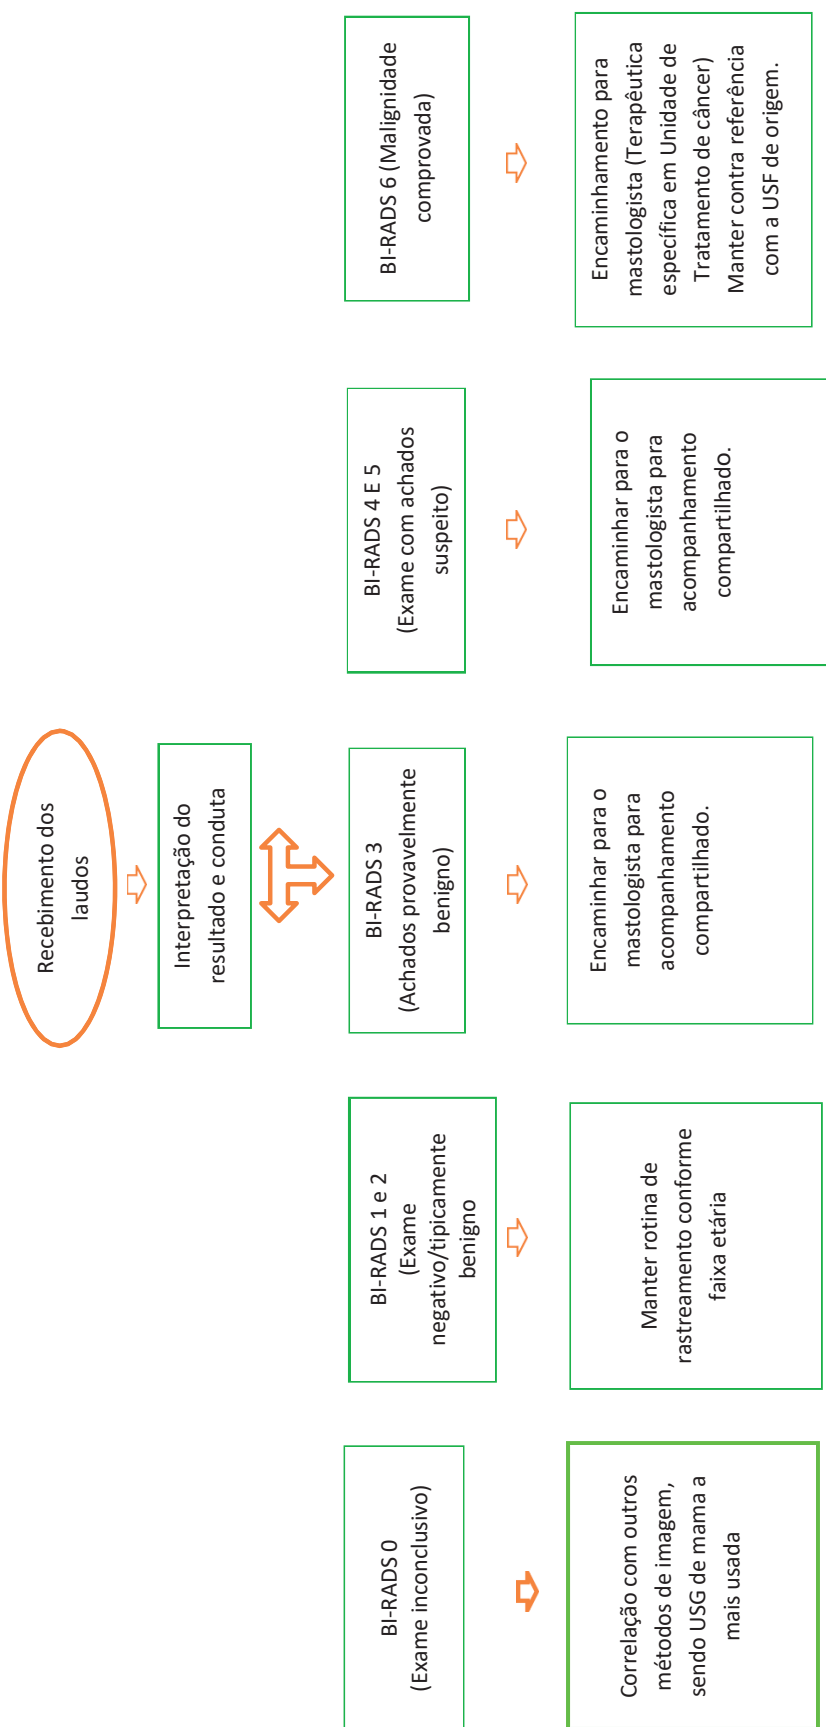 Recebimento dos
laudos
Interpretação do
resultado e conduta
BI-RADS 0
(Exame inconclusivo)
BI-RADS 1 e 2
(Exame
negativo/tipicamente
benigno
BI-RADS 3
(Achados provavelmente
benigno)
BI-RADS 4 E 5
(Exame com achados
suspeito)
BI-RADS 6 (Malignidade
comprovada)
Correlação com outros
métodos de imagem,
sendo USG de mama a
mais usada
Manter rotina de
rastreamento conforme
faixa etária
Encaminhar para o
mastologista para
acompanhamento
compartilhado.
Encaminhar para o
mastologista para
acompanhamento
compartilhado.
Encaminhamento para
mastologista (Terapêutica
específica em Unidade de
Tratamento de câncer)
Manter contra referência
com a USF de origem.